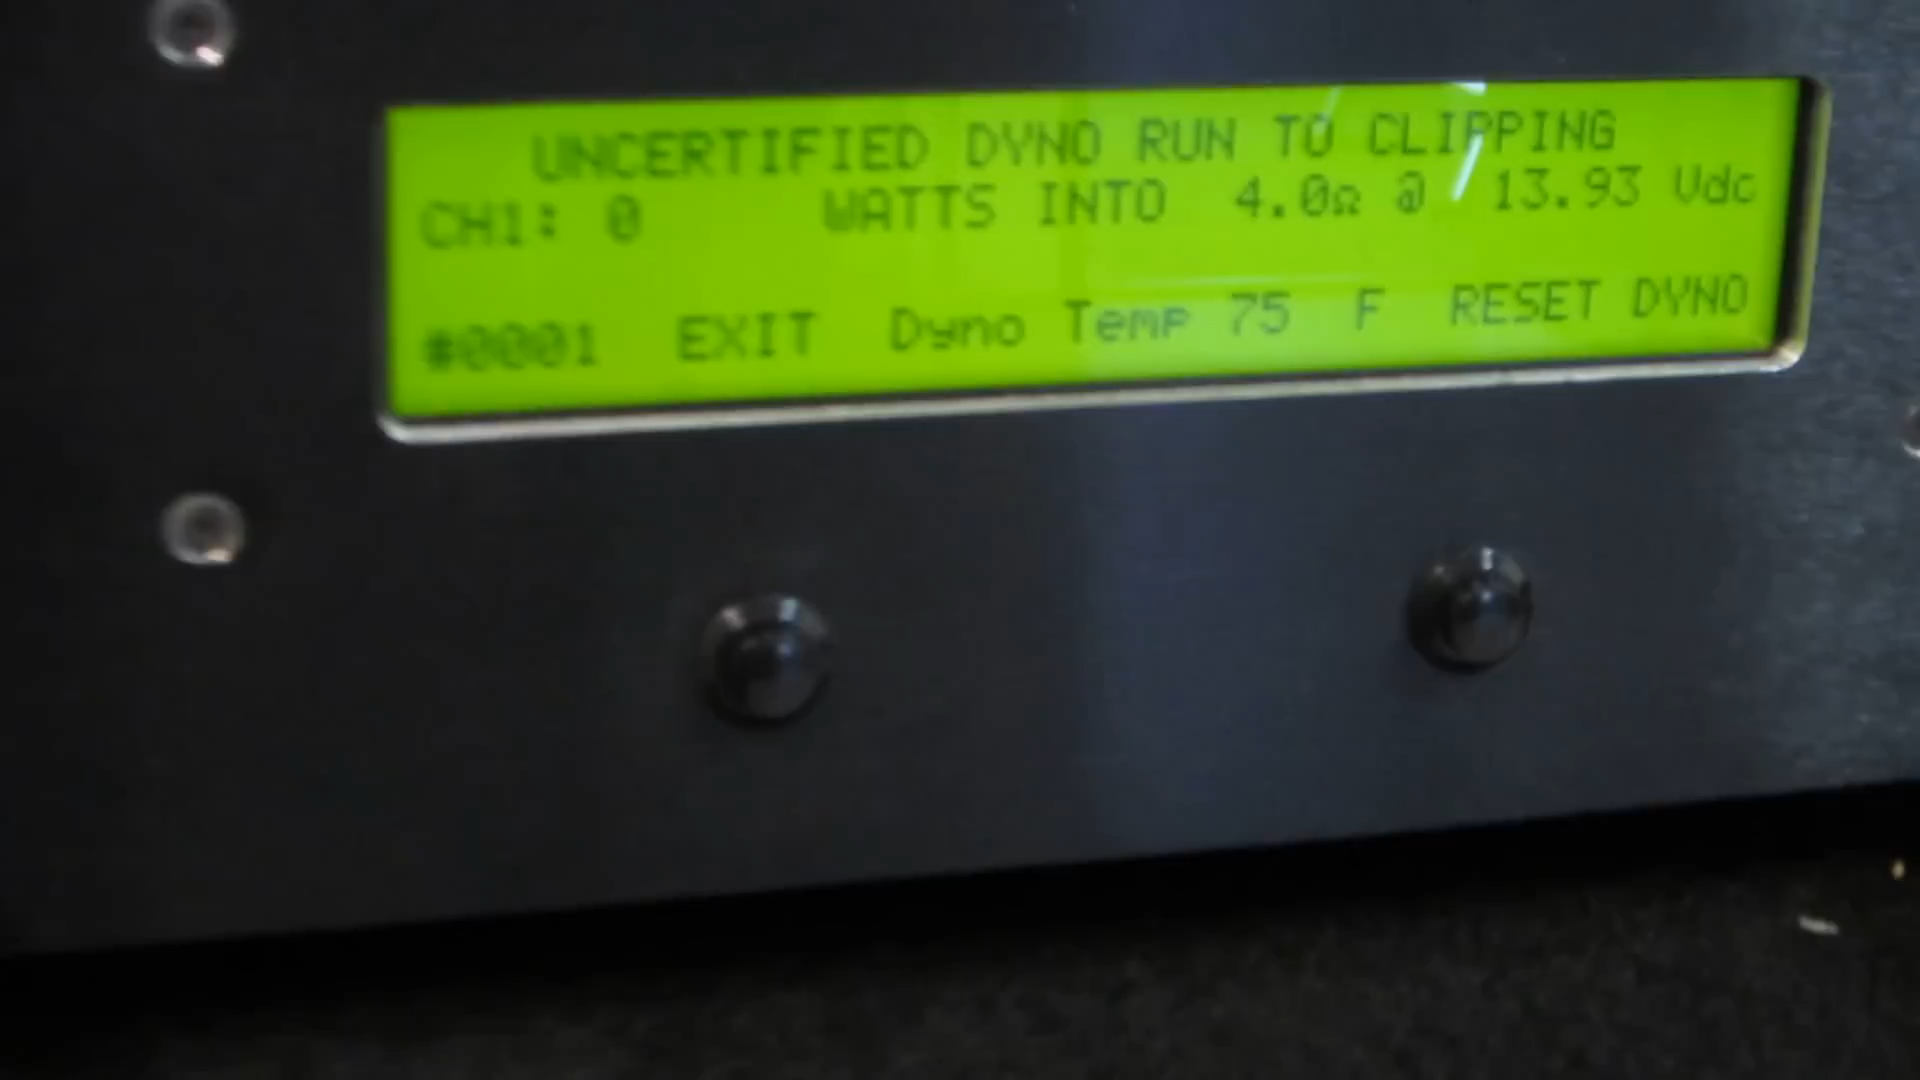 UNCERTIFIED DYNO RUN TO CLIPPING
CH1: 0 WATTS INTO 4.0Ω @ 13.93 Vdc
#0001 EXIT Dyno Temp 75 F RESET DYNO